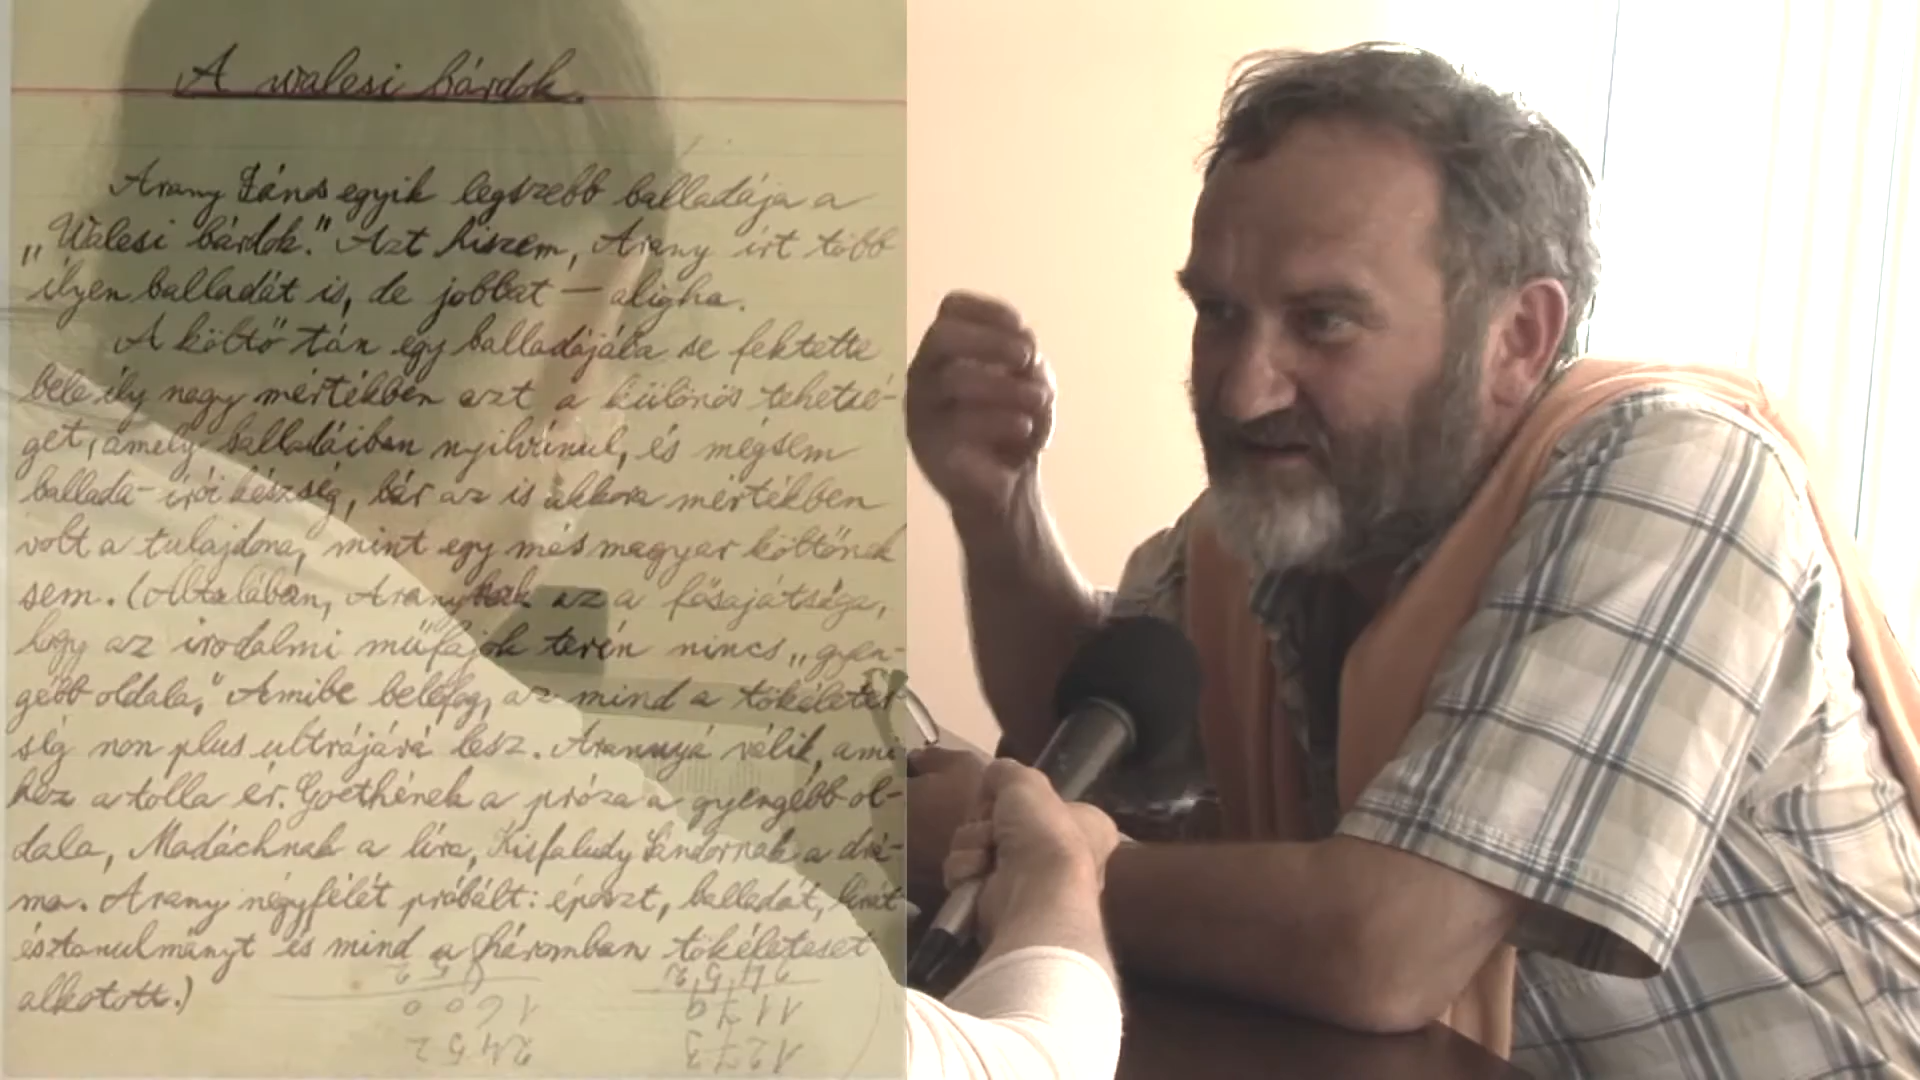 A walesi bárdok.
Arany János egyik legszebb balladája a
„Walesi bárdok." Azt hiszem, Arany írt több
ilyen balladát is, de jobbat — aligha.
A költő tán egy balladájába se fektette
bele ily nagy mértékben azt a különös tehetsé-
get, amely balladáiban nyilvánul, és mégsem
ballada-írói készség, bár az is akkora mértékben
volt a tulajdona, mint egy más magyar költőnek
sem. (Általában, Aranynak az a fősajátsága,
hogy az irodalmi műfajok terén nincs „gyen-
gébb oldala." Amibe belefog, az mind a tökéletes
ség non plus ultrájává lesz. Arannyá válik, ami
hez a tolla ér. Goethének a próza a gyengébb ol-
dala, Madáchnak a líra, Kisfaludy Sándornak a drá-
ma. Arany négyfélét próbált: époszt, balladát, lírát
és tanulmányt és mind a háromban tökéleteset
alkotott.)
1600
2452
1179
1273